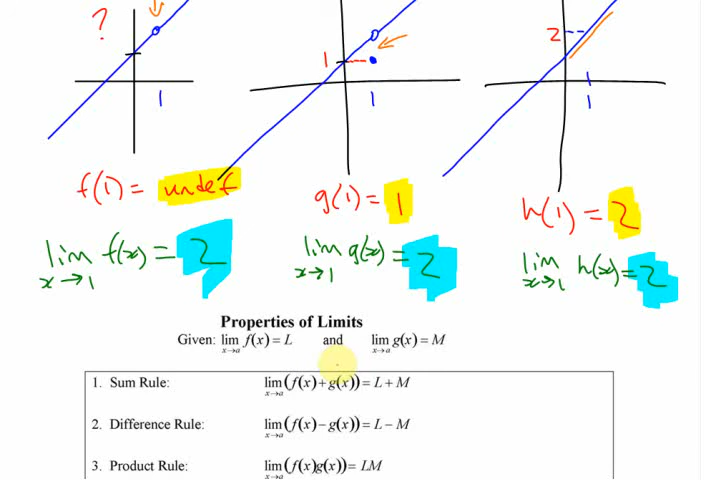 ?
1
1
1
2
1
f(1) = undef
g(1) = 1
h(1) = 2
lim x→1 f(x) = 2
lim x→1 g(x) = 2
lim x→1 h(x) = 2
Properties of Limits
Given: lim x→a f(x) = L and lim x→a g(x) = M
1. Sum Rule: lim x→a (f(x)+g(x)) = L + M
2. Difference Rule: lim x→a (f(x)−g(x)) = L − M
3. Product Rule: lim x→a (f(x)g(x)) = LM